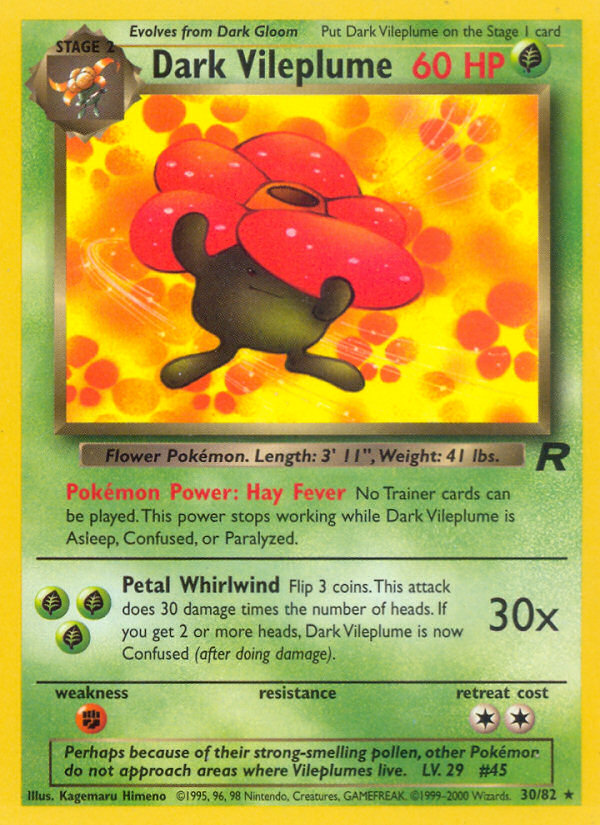 Evolves from Dark Gloom Put Dark Vileplume on the Stage 1 card
STAGE 2
Dark Vileplume 60 HP
Flower Pokémon. Length: 3' 11", Weight: 41 lbs.
R
Pokémon Power: Hay Fever No Trainer cards can
be played. This power stops working while Dark Vileplume is
Asleep, Confused, or Paralyzed.
Petal Whirlwind Flip 3 coins. This attack
does 30 damage times the number of heads. If
you get 2 or more heads, Dark Vileplume is now
Confused (after doing damage).
30x
weakness resistance retreat cost
Perhaps because of their strong-smelling pollen, other Pokémon
do not approach areas where Vileplumes live. LV. 29 #45
Illus. Kagemaru Himeno ©1995, 96, 98 Nintendo, Creatures, GAMEFREAK. ©1999-2000 Wizards. 30/82 ★